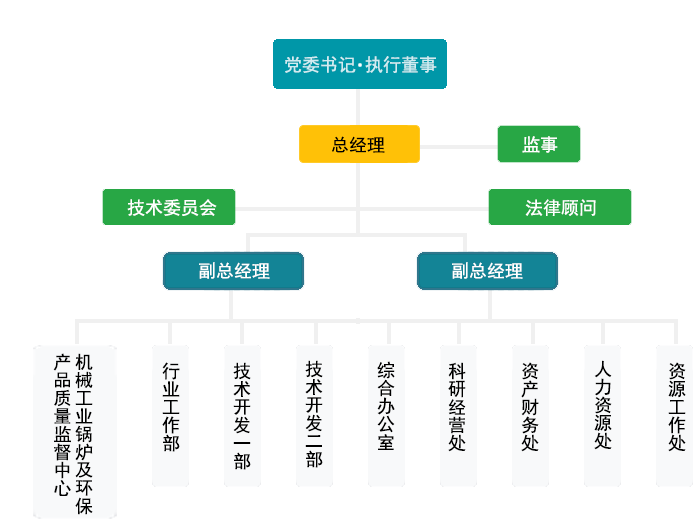 党委书记·执行董事
总经理
监事
技术委员会
法律顾问
副总经理
副总经理
机械工业锅炉及环保
产品质量监督中心
行业工作部
技术开发一部
技术开发二部
综合办公室
科研经营处
资产财务处
人力资源处
资源工作处